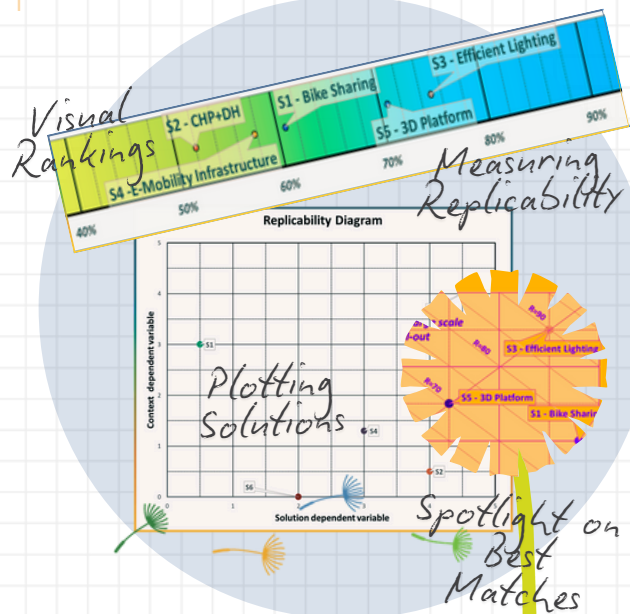 Visual
Rankings
S3 - Efficient Lighting
S1 - Bike Sharing
S2 - CHP+DH
S5 - 3D Platform
S4 -E-Mobility Infrastructure
40%
50%
60%
70%
80%
90%
Measuring
Replicability
Replicability Diagram
Context dependent variable
5
4
3
2
1
0
S1
S4
S2
S6
Plotting
Solutions
0
1
2
3
Solution dependent variable
scale
-out
R=90
R=80
R=70
S3 - Efficient Lighting
S5 - 3D Platform
S1 - Bike Sharin
Spotlight on
Best
Matches